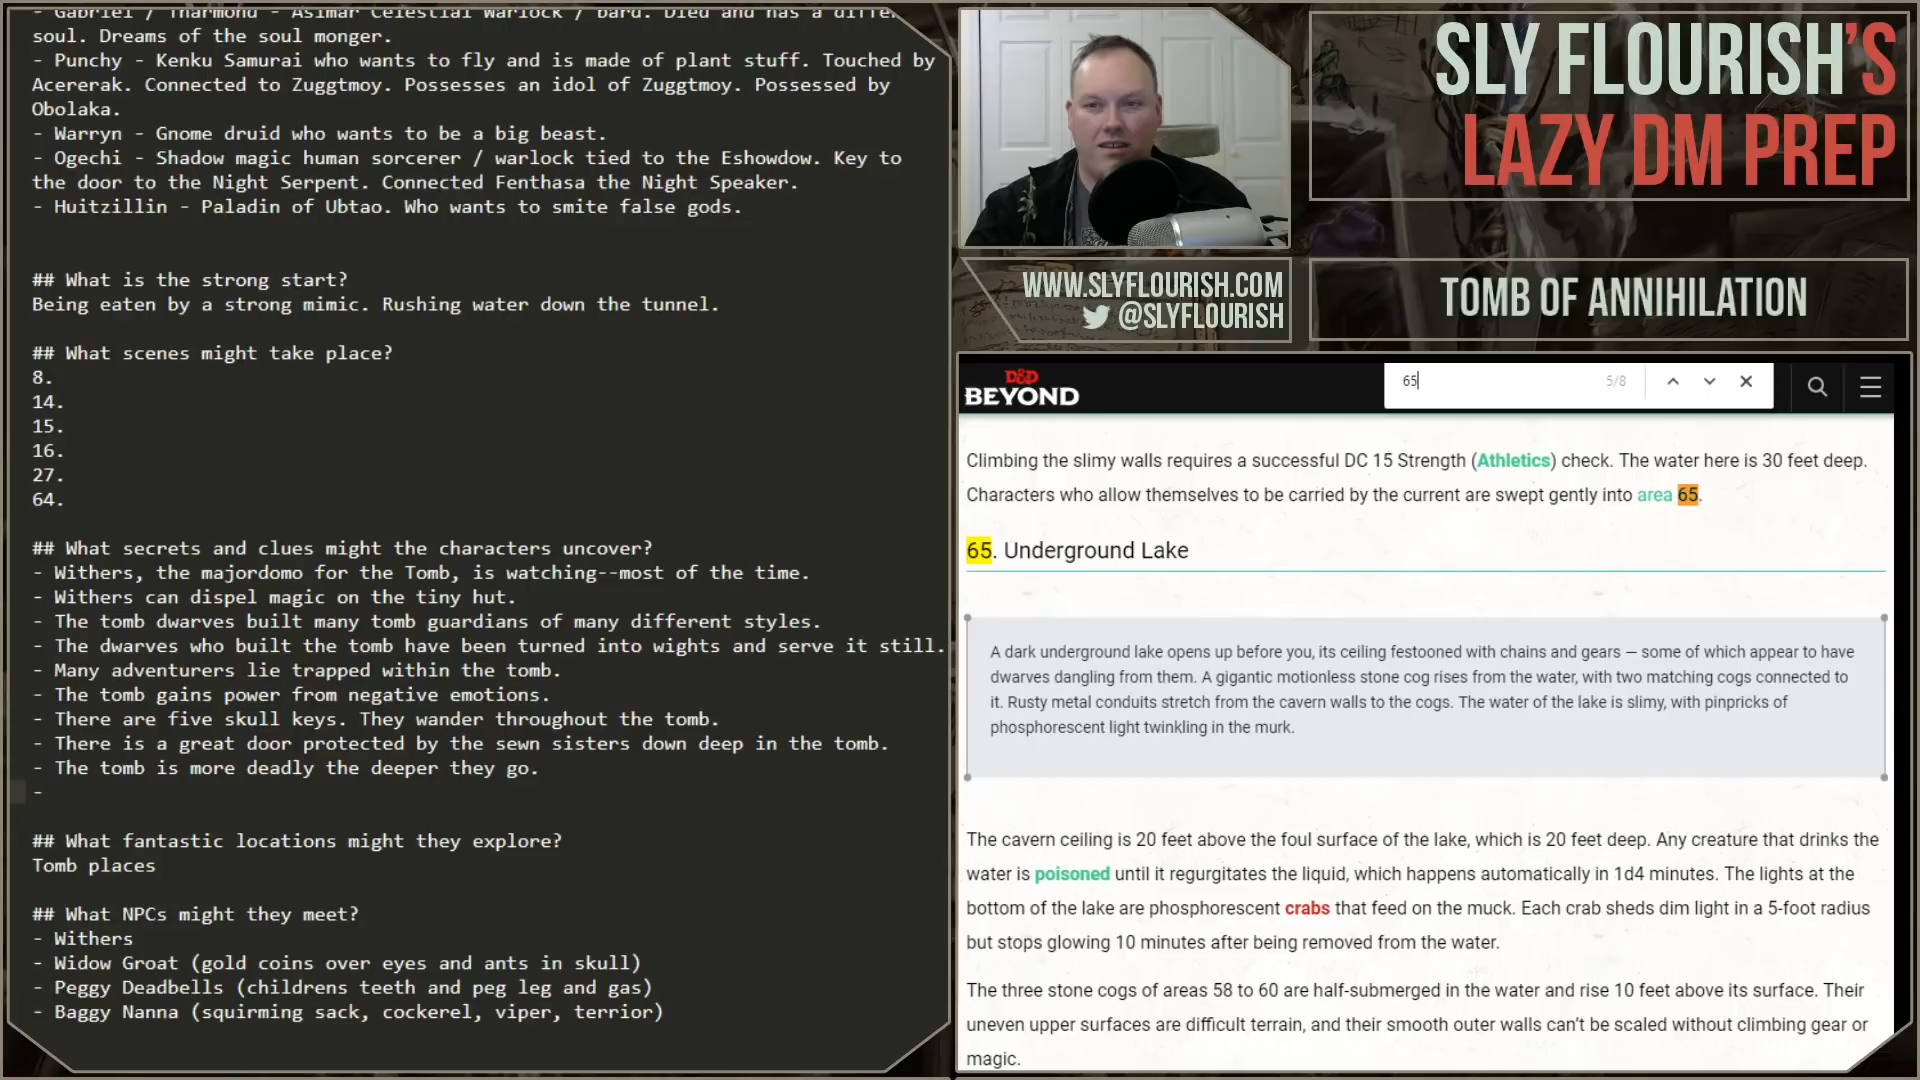 - Gabriel / Tharmond - Asimar Celestial Warlock / bard. Died and has a
soul. Dreams of the soul monger.
- Punchy - Kenku Samurai who wants to fly and is made of plant stuff. Touched by
Acererak. Connected to Zuggtmoy. Possesses an idol of Zuggtmoy. Possessed by
Obolaka.
- Warryn - Gnome druid who wants to be a big beast.
- Ogechi - Shadow magic human sorcerer / warlock tied to the Eshowdow. Key to
the door to the Night Serpent. Connected Fenthasa the Night Speaker.
- Huitzillin - Paladin of Ubtao. Who wants to smite false gods.
## What is the strong start?
Being eaten by a strong mimic. Rushing water down the tunnel.
## What scenes might take place?
8.
14.
15.
16.
27.
64.
## What secrets and clues might the characters uncover?
- Withers, the majordomo for the Tomb, is watching--most of the time.
- Withers can dispel magic on the tiny hut.
- The tomb dwarves built many tomb guardians of many different styles.
- The dwarves who built the tomb have been turned into wights and serve it still.
- Many adventurers lie trapped within the tomb.
- The tomb gains power from negative emotions.
- There are five skull keys. They wander throughout the tomb.
- There is a great door protected by the sewn sisters down deep in the tomb.
- The tomb is more deadly the deeper they go.
-
## What fantastic locations might they explore?
Tomb places
## What NPCs might they meet?
- Withers
- Widow Groat (gold coins over eyes and ants in skull)
- Peggy Deadbells (childrens teeth and peg leg and gas)
- Baggy Nanna (squirming sack, cockerel, viper, terrior)
SLY FLOURISH'S
LAZY DM PREP
WWW.SLYFLOURISH.COM
@SLYFLOURISH
TOMB OF ANNIHILATION
D&D
BEYOND
65
5/8
Climbing the slimy walls requires a successful DC 15 Strength (Athletics) check. The water here is 30 feet deep.
Characters who allow themselves to be carried by the current are swept gently into area 65.
65. Underground Lake
A dark underground lake opens up before you, its ceiling festooned with chains and gears — some of which appear to have
dwarves dangling from them. A gigantic motionless stone cog rises from the water, with two matching cogs connected to
it. Rusty metal conduits stretch from the cavern walls to the cogs. The water of the lake is slimy, with pinpricks of
phosphorescent light twinkling in the murk.
The cavern ceiling is 20 feet above the foul surface of the lake, which is 20 feet deep. Any creature that drinks the
water is poisoned until it regurgitates the liquid, which happens automatically in 1d4 minutes. The lights at the
bottom of the lake are phosphorescent crabs that feed on the muck. Each crab sheds dim light in a 5-foot radius
but stops glowing 10 minutes after being removed from the water.
The three stone cogs of areas 58 to 60 are half-submerged in the water and rise 10 feet above its surface. Their
uneven upper surfaces are difficult terrain, and their smooth outer walls can't be scaled without climbing gear or
magic.